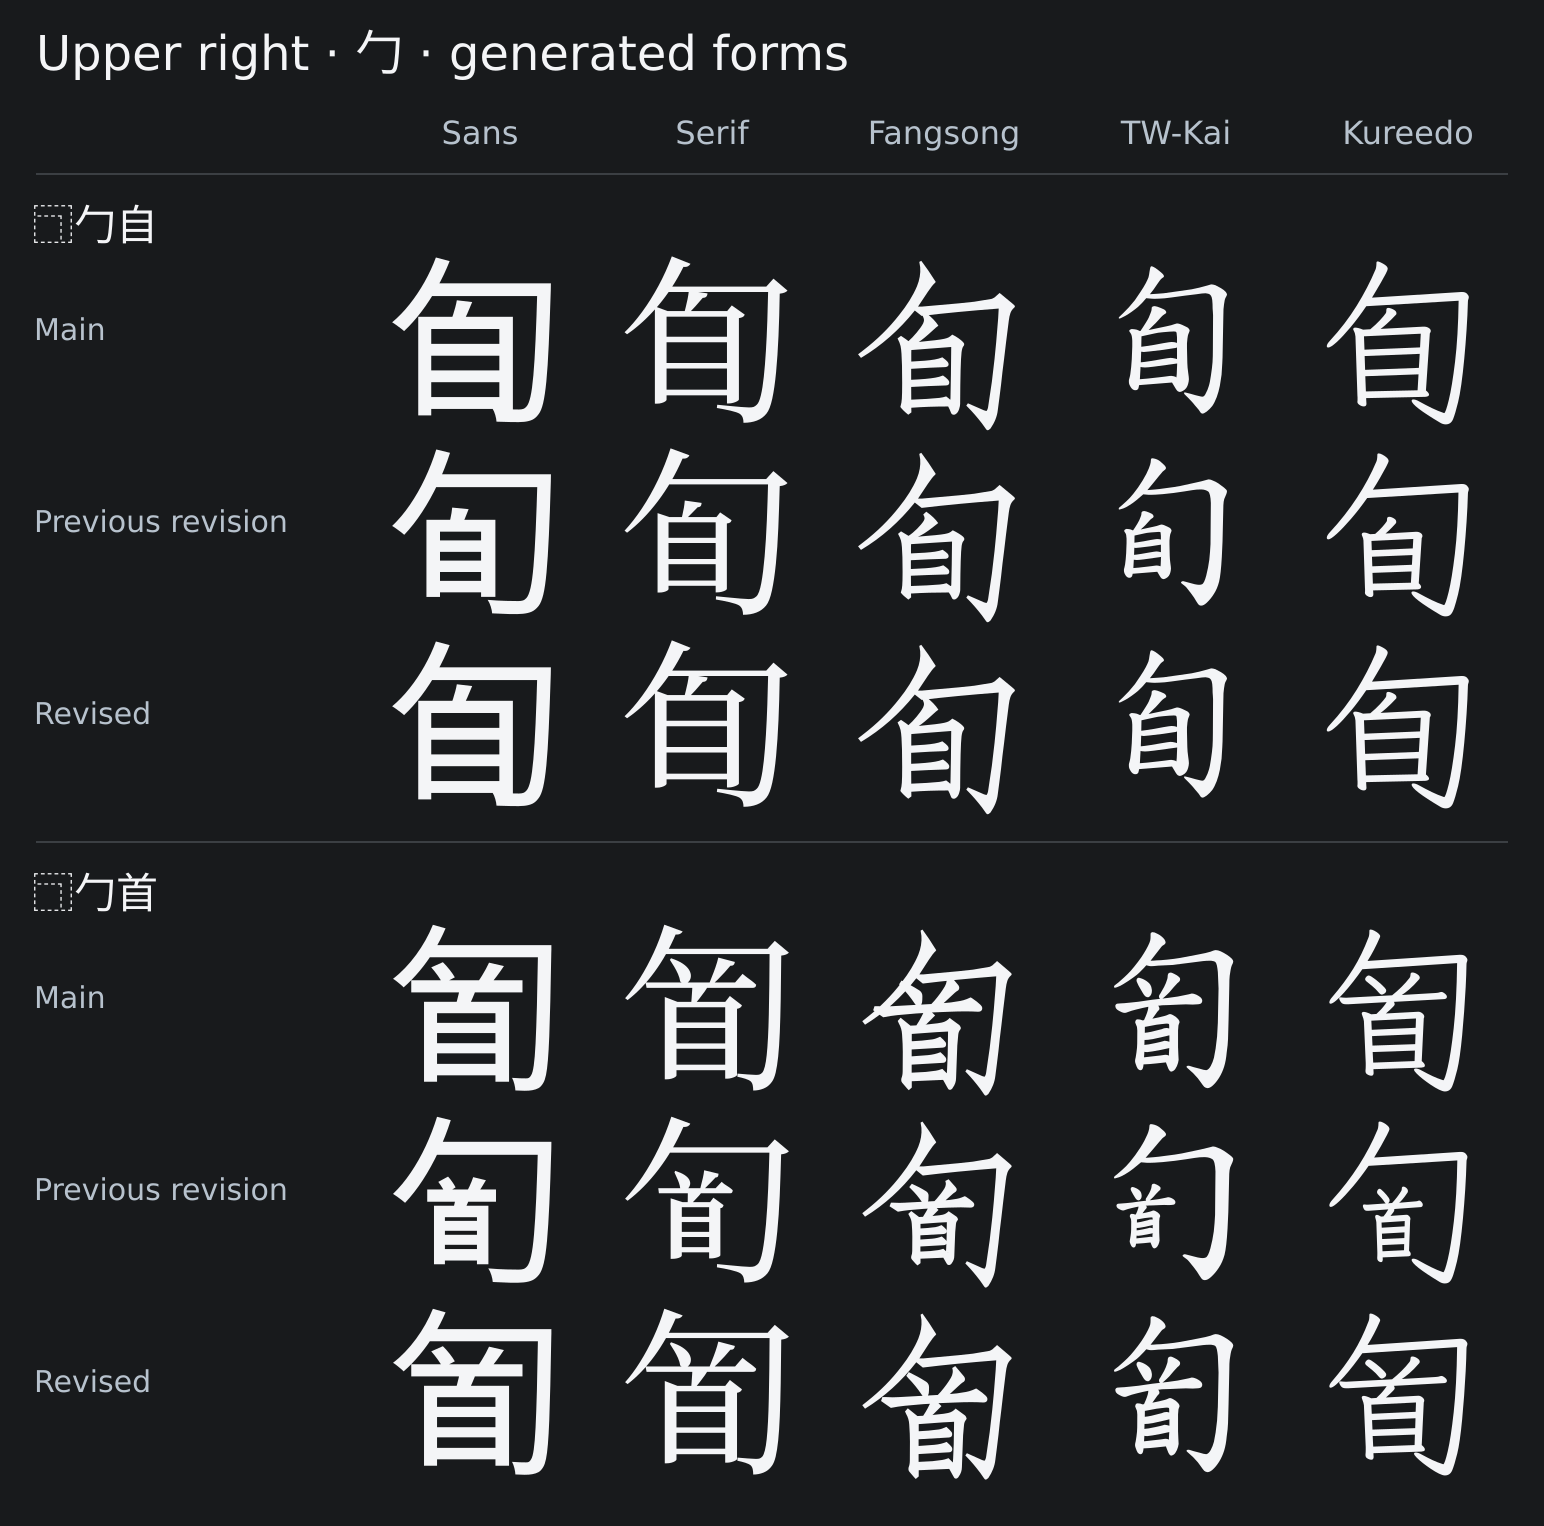 Upper right · 勹 · generated forms
Sans Serif Fangsong TW-Kai Kureedo
⿹勹自
Main
Previous revision
Revised
⿹勹首
Main
Previous revision
Revised